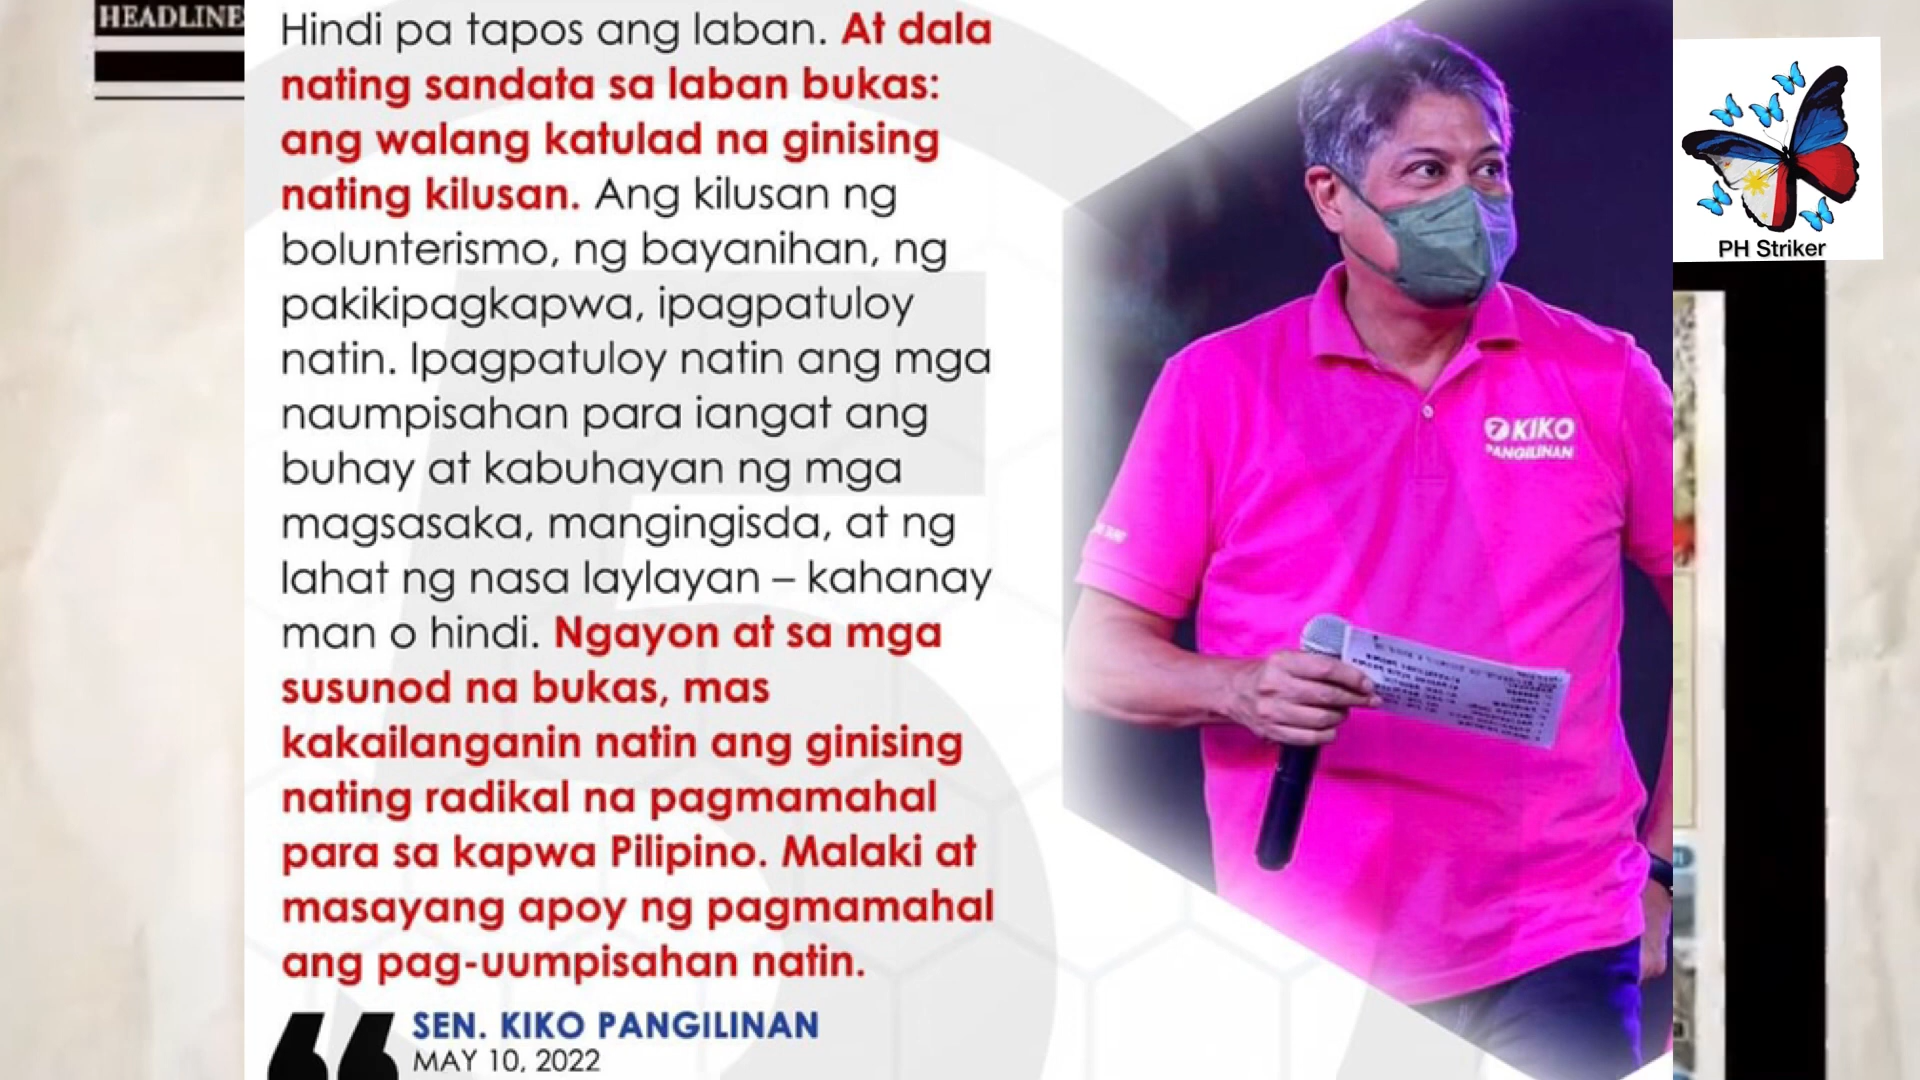 HEADLINE
Hindi pa tapos ang laban. At dala
nating sandata sa laban bukas:
ang walang katulad na ginising
nating kilusan. Ang kilusan ng
bolunterismo, ng bayanihan, ng
pakikipagkapwa, ipagpatuloy
natin. Ipagpatuloy natin ang mga
naumpisahan para iangat ang
buhay at kabuhayan ng mga
magsasaka, mangingisda, at ng
lahat ng nasa laylayan – kahanay
man o hindi. Ngayon at sa mga
susunod na bukas, mas
kakailanganin natin ang ginising
nating radikal na pagmamahal
para sa kapwa Pilipino. Malaki at
masayang apoy ng pagmamahal
ang pag-uumpisahan natin.
SEN. KIKO PANGILINAN
MAY 10, 2022
7 KIKO
PANGILINAN
PH Striker